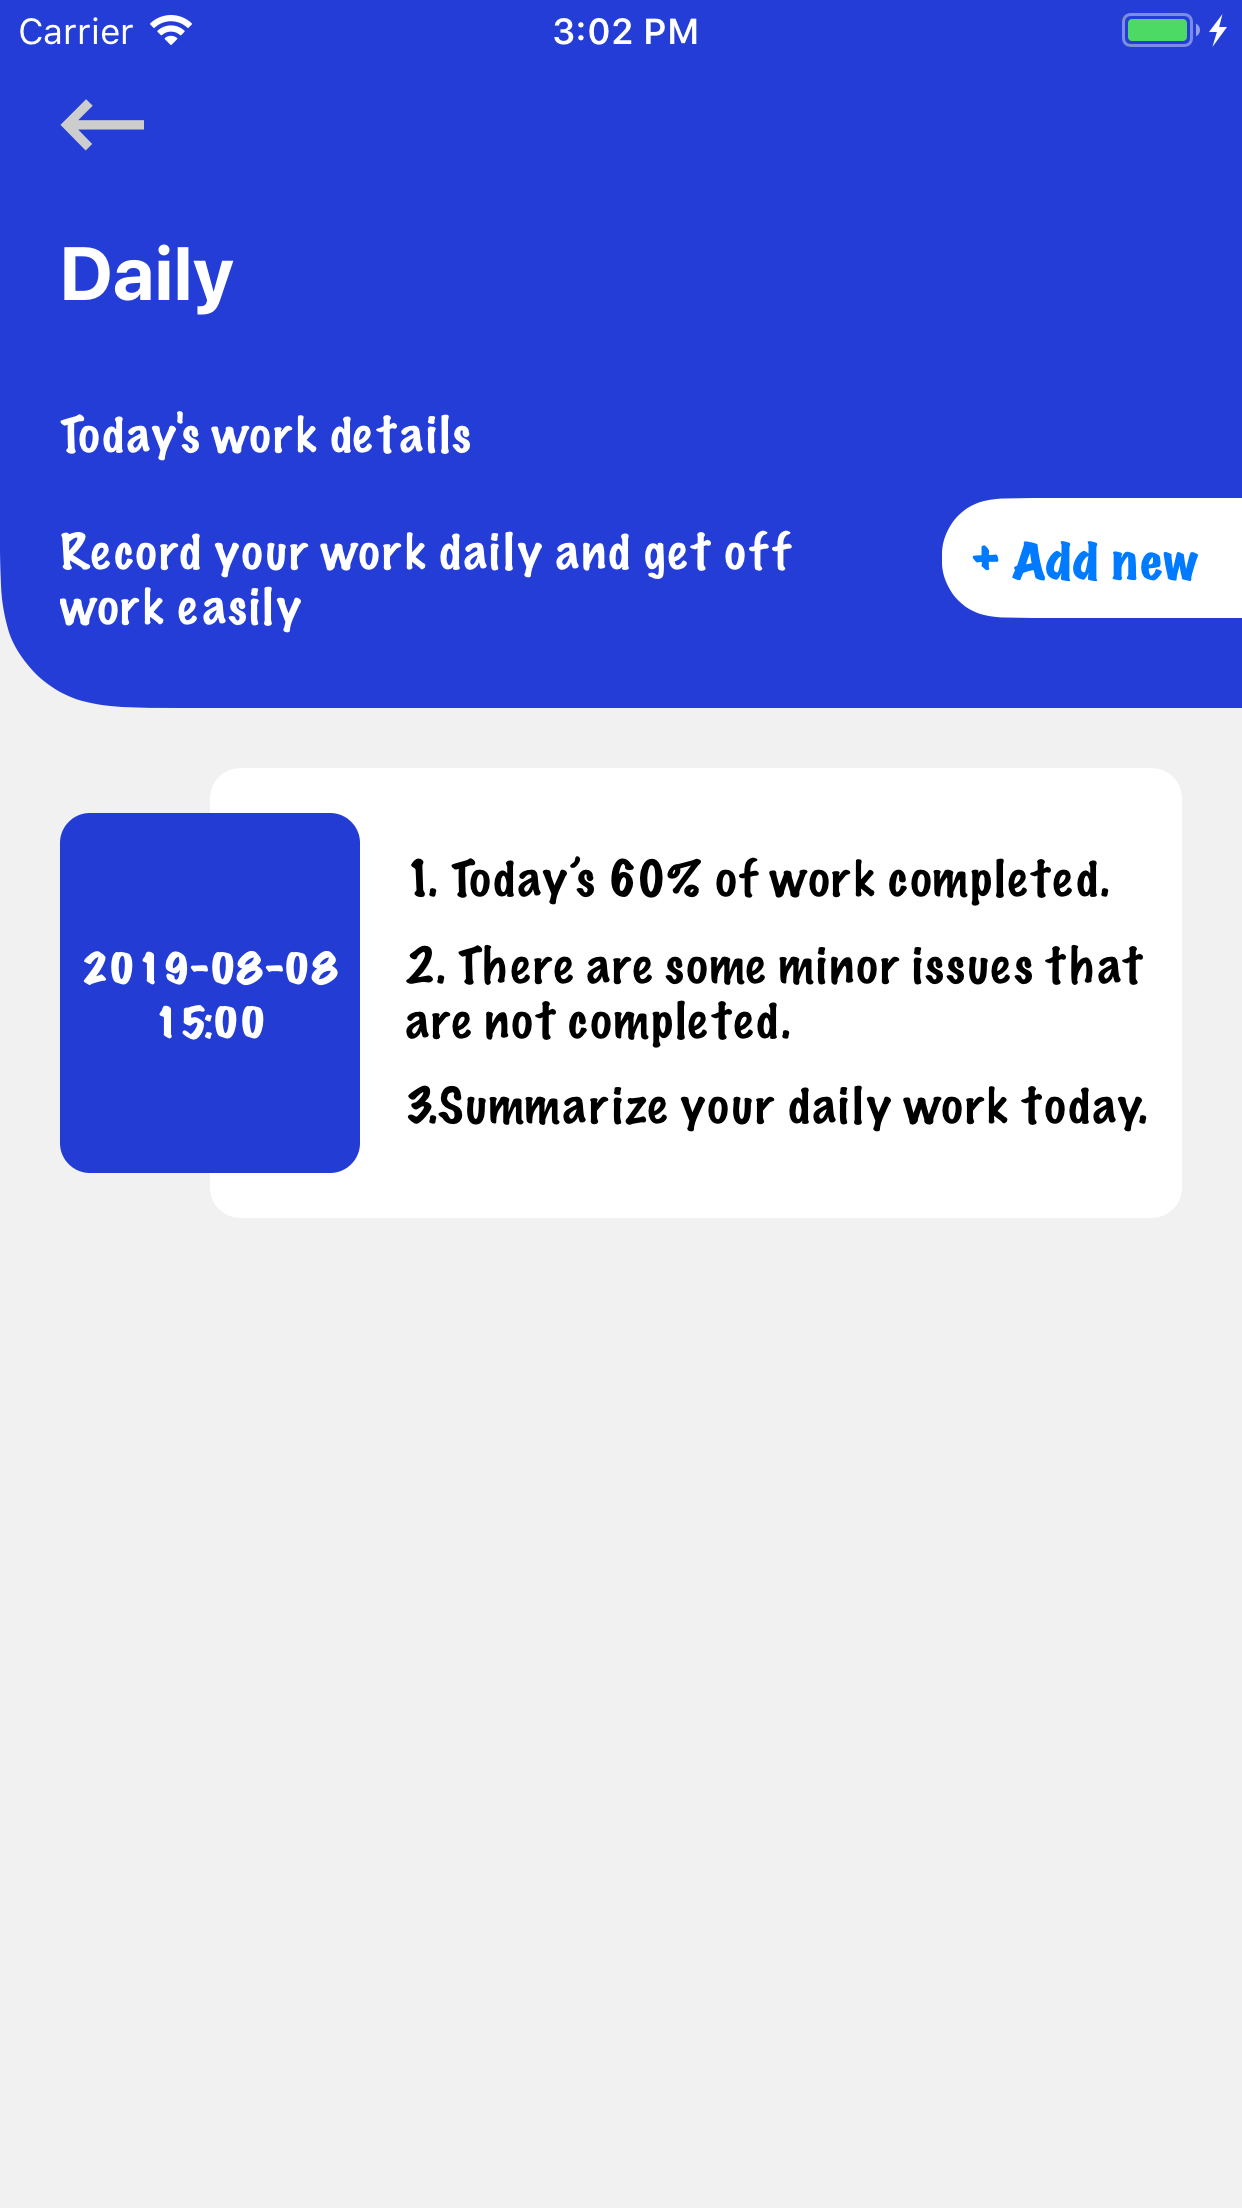 Carrier 3:02 PM
Daily
Today's work details
Record your work daily and get off
work easily
+ Add new
2019-08-08
15:00
1. Today’s 60% of work completed.
2. There are some minor issues that
are not completed.
3.Summarize your daily work today.